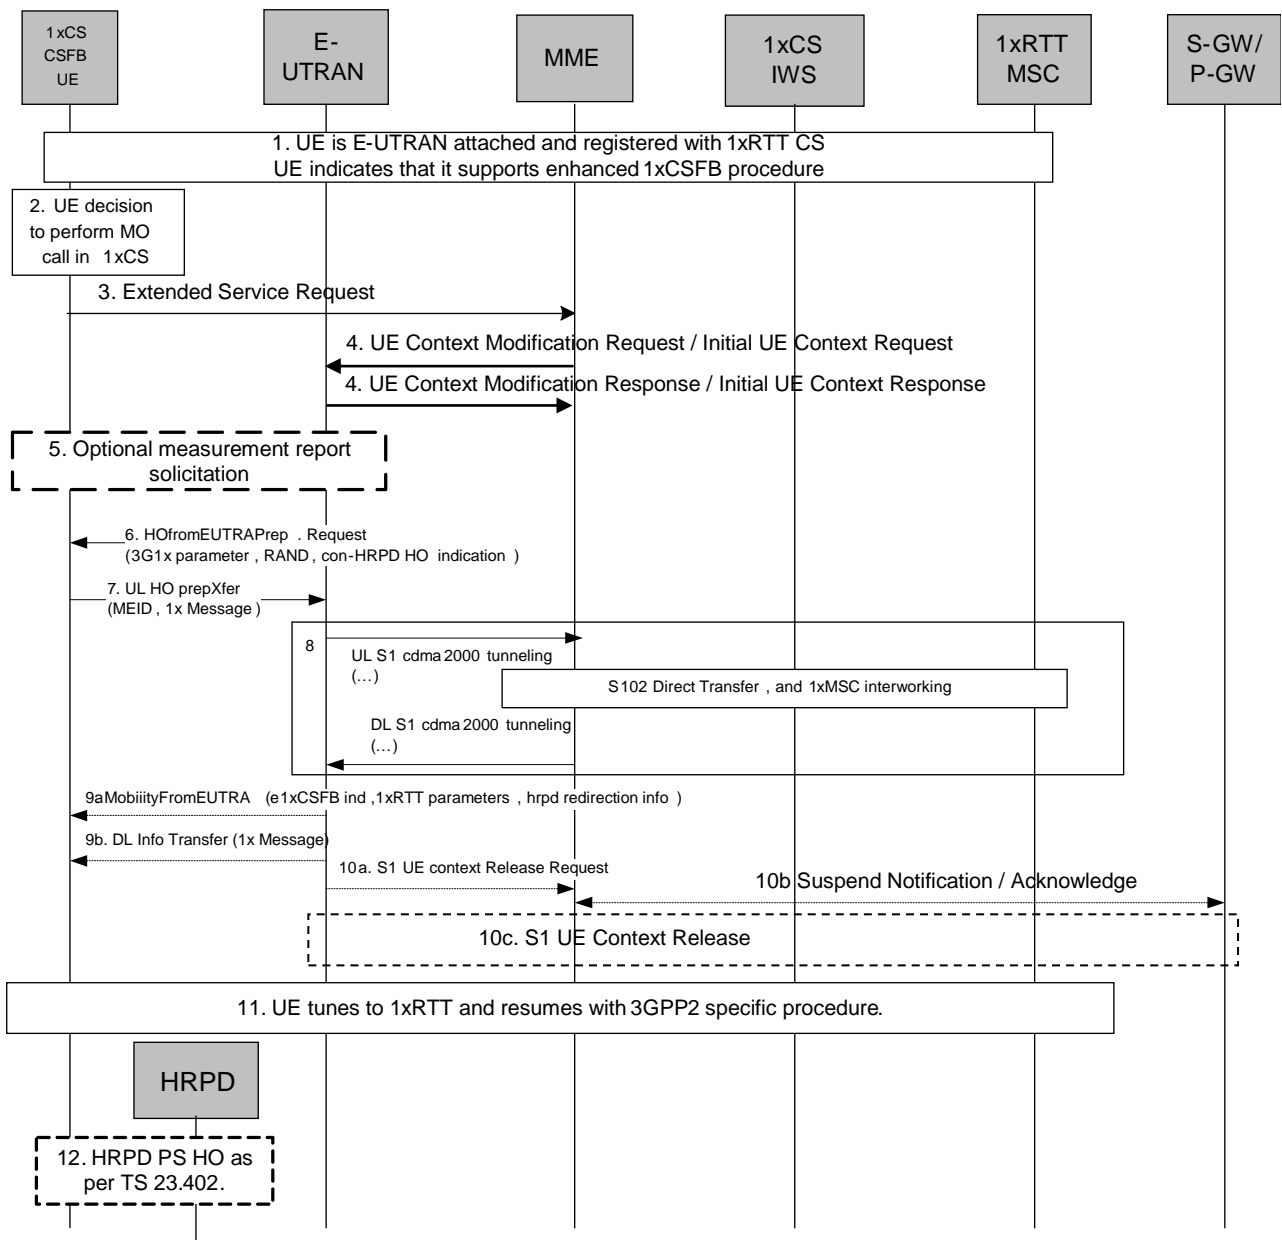 1xCS
CSFB
UE
E-
UTRAN
MME
1xCS
IWS
1xRTT
MSC
S-GW/
P-GW
1. UE is E-UTRAN attached and registered with 1xRTT CS
UE indicates that it supports enhanced 1xCSFB procedure
2. UE decision
to perform MO
call in 1xCS
3. Extended Service Request
4. UE Context Modification Request / Initial UE Context Request
4. UE Context Modification Response / Initial UE Context Response
5. Optional measurement report
solicitation
6. HOfromEUTRAPrep . Request
(3G1x parameter , RAND , con-HRPD HO indication )
7. UL HO prepXfer
(MEID , 1x Message )
8
UL S1 cdma 2000 tunneling
(...)
S102 Direct Transfer , and 1xMSC interworking
DL S1 cdma 2000 tunneling
(...)
9aMobiiityFromEUTRA (e1xCSFB ind ,1xRTT parameters , hrpd redirection info )
9b. DL Info Transfer (1x Message)
10a. S1 UE context Release Request
10b Suspend Notification / Acknowledge
10c. S1 UE Context Release
11. UE tunes to 1xRTT and resumes with 3GPP2 specific procedure.
HRPD
12. HRPD PS HO as
per TS 23.402.